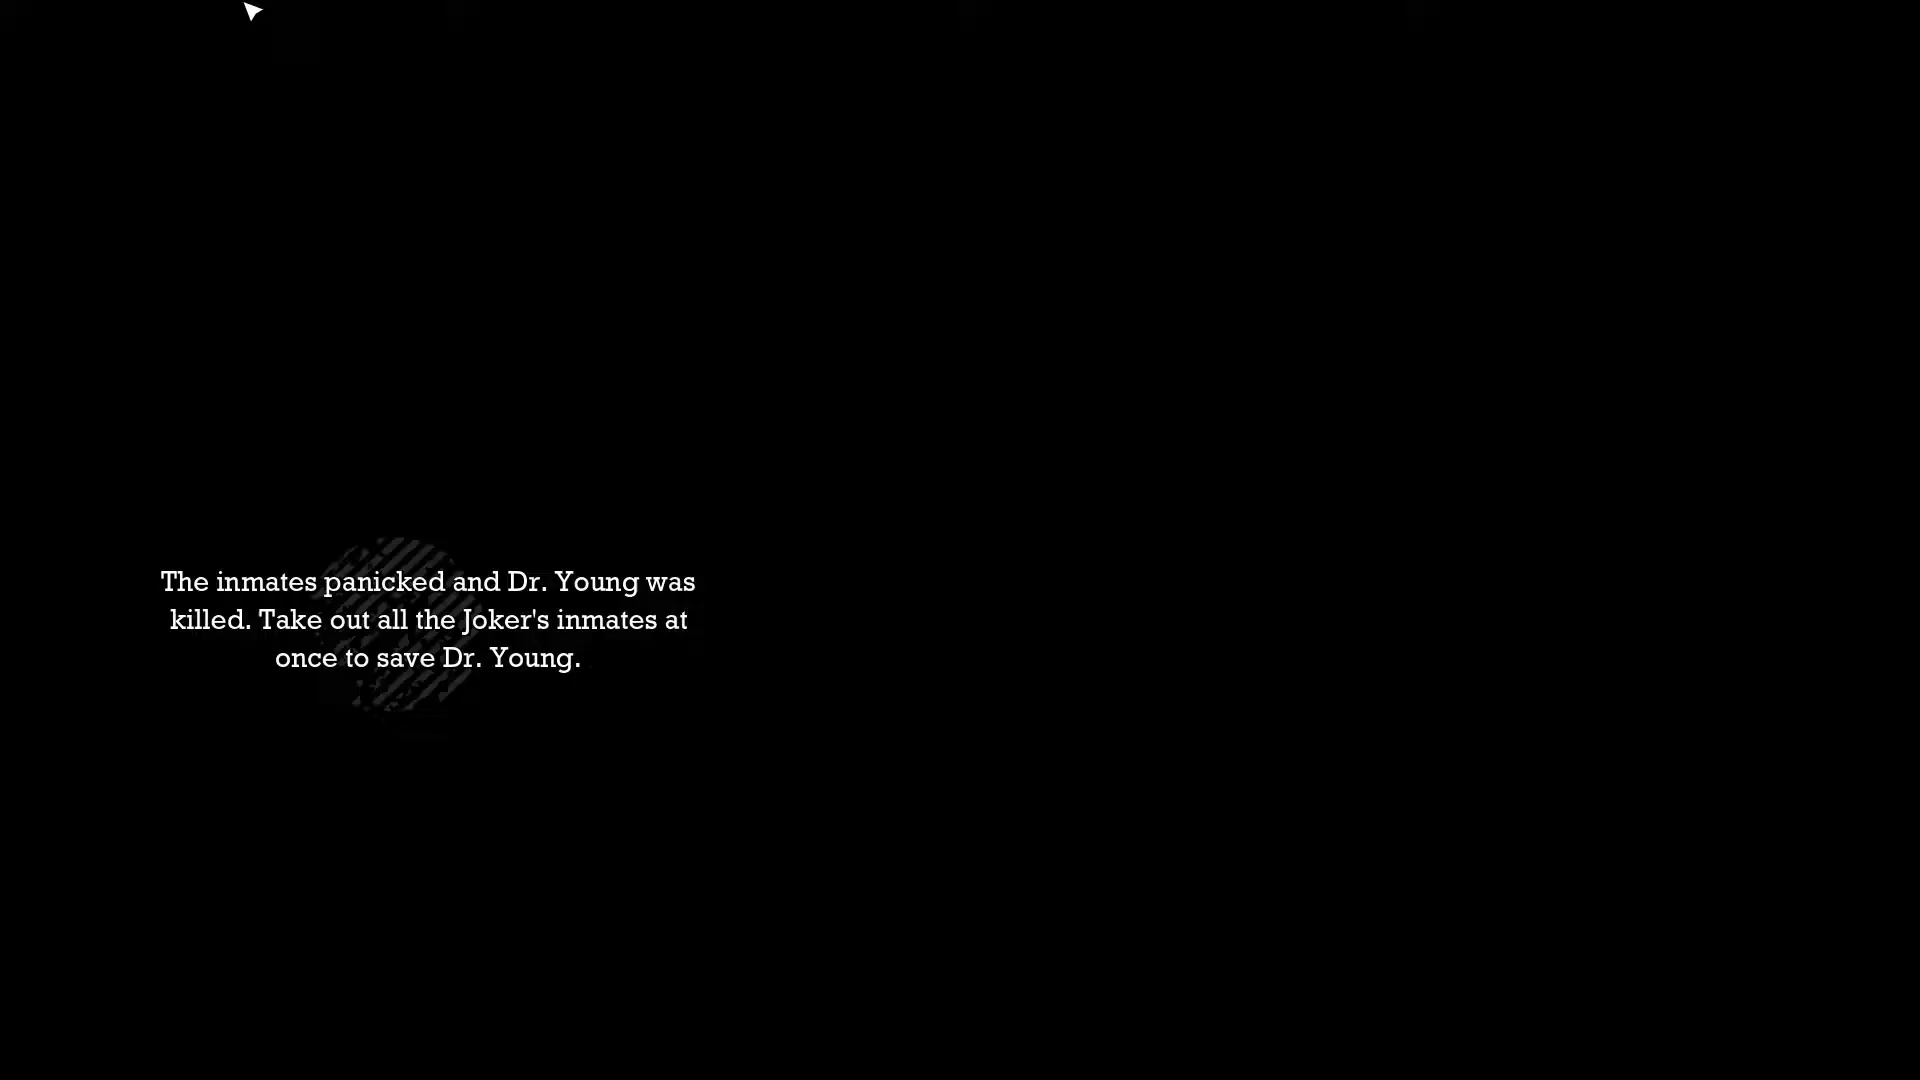 The inmates panicked and Dr. Young was
killed. Take out all the Joker's inmates at
once to save Dr. Young.